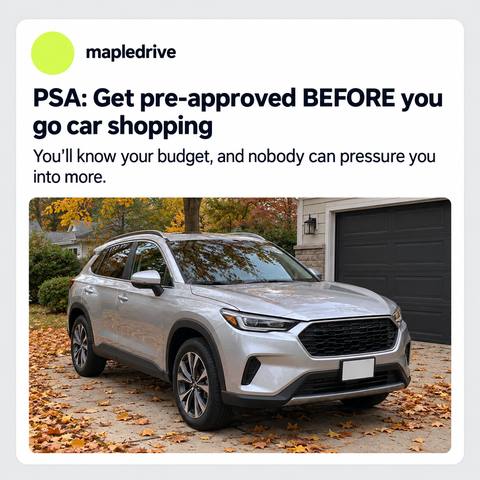 mapledrive
PSA: Get pre-approved BEFORE you
go car shopping
You'll know your budget, and nobody can pressure you
into more.